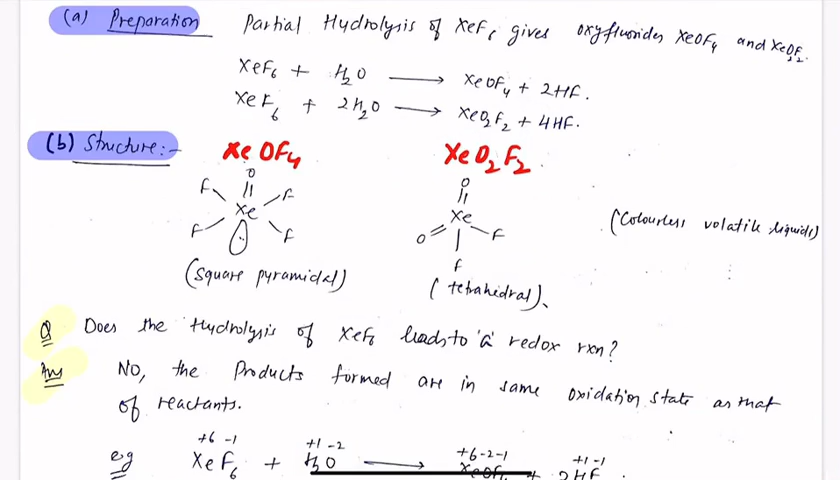 (a) Preparation Partial Hydrolysis of XeF6 gives oxyfluorides XeOF4 and XeO2F2.
XeF6 + H2O ⟶ XeOF4 + 2HF.
XeF6 + 2H2O ⟶ XeO2F2 + 4HF.
(b) Structure:- XeOF4 XeO2F2
O O
F Xe F Xe
F F O F
F
(Colourless volatile liquids)
(square pyramidal) (tetrahedral)
Q Does the Hydrolysis of XeF6 leads to 'a' redox rxn?
Ans No, the Products formed are in same oxidation state as that
of reactants.
+6 -1 +1 -2 +6-2-1 +1 -1
eg XeF6 + H2O ⟶ XeOF4 + 2HF.